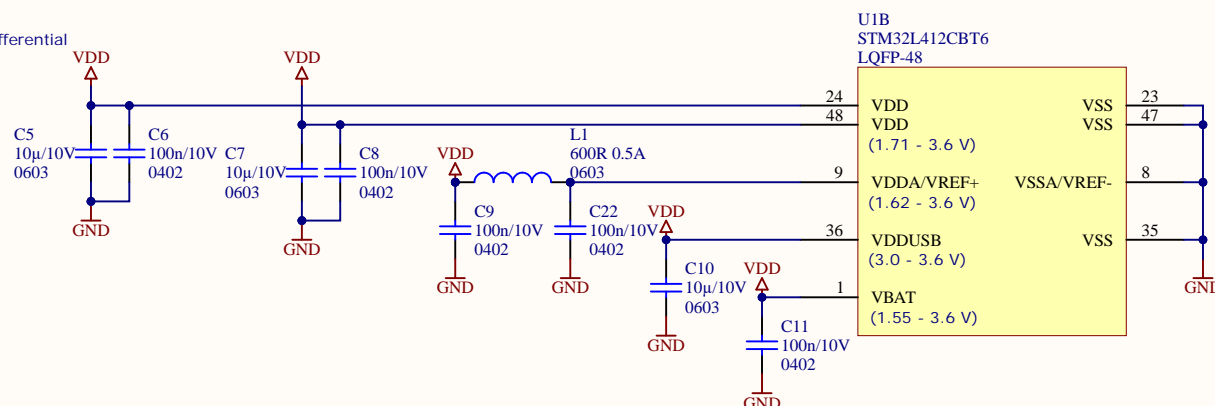 fferential
U1B
STM32L412CBT6
LQFP-48
VDD
VDD
24
VDD
VSS
23
48
VDD
VSS
47
(1.71 - 3.6 V)
C5
10µ/10V
0603
C6
100n/10V
0402
C7
10µ/10V
0603
C8
100n/10V
0402
L1
600R 0.5A
0603
VDD
9
VDDA/VREF+
VSSA/VREF-
8
(1.62 - 3.6 V)
GND
GND
C9
100n/10V
0402
C22
100n/10V
0402
VDD
36
VDDUSB
VSS
35
(3.0 - 3.6 V)
GND
GND
GND
C10
10µ/10V
0603
VDD
1
VBAT
(1.55 - 3.6 V)
GND
C11
100n/10V
0402
GND